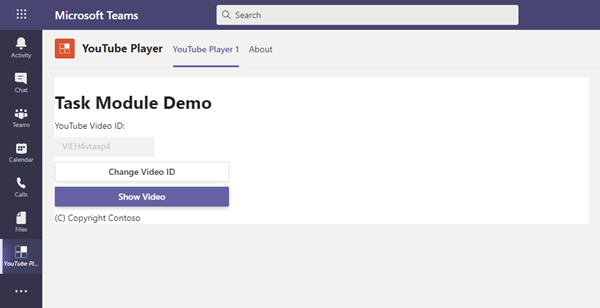 Microsoft Teams
Search
Activity
Chat
Teams
Calendar
Calls
Files
YouTube Pl...
YouTube Player
YouTube Player 1
About
Task Module Demo
YouTube Video ID:
VlEH4vtaxp4
Change Video ID
Show Video
(C) Copyright Contoso